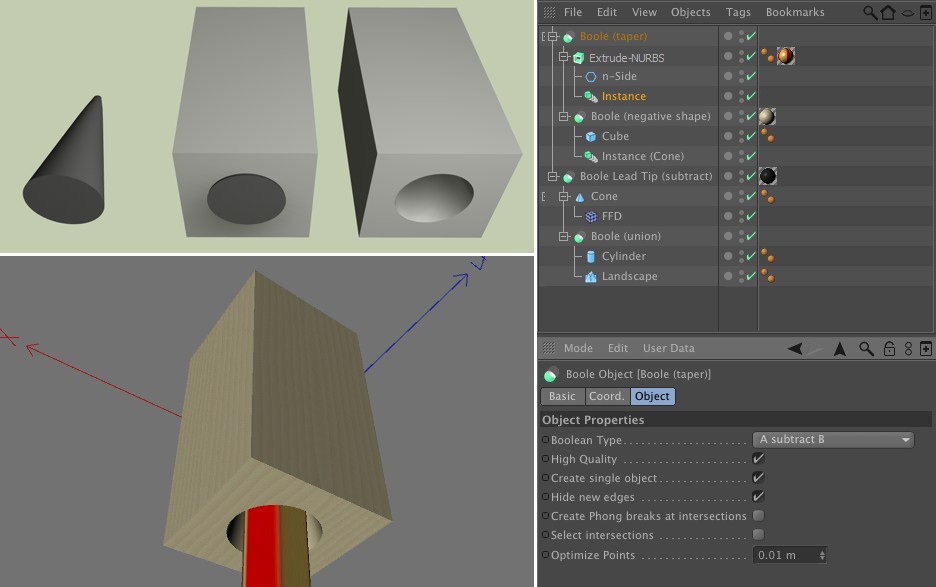 File Edit View Objects Tags Bookmarks
Boole (taper)
Extrude-NURBS
n-Side
Instance
Boole (negative shape)
Cube
Instance (Cone)
Boole Lead Tip (subtract)
Cone
FFD
Boole (union)
Cylinder
Landscape
Mode Edit User Data
Boole Object [Boole (taper)]
Basic Coord. Object
Object Properties
Boolean Type A subtract B
High Quality
Create single object
Hide new edges
Create Phong breaks at intersections
Select intersections
Optimize Points 0.01 m